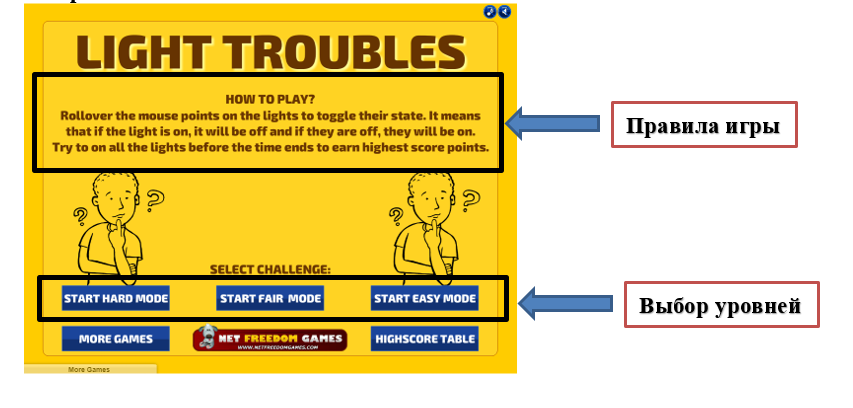 LIGHT TROUBLES
HOW TO PLAY?
Rollover the mouse points on the lights to toggle their state. It means
that if the light is on, it will be off and if they are off, they will be on.
Try to on all the lights before the time ends to earn highest score points.
Правила игры
? ?
? ?
SELECT CHALLENGE:
START HARD MODE START FAIR MODE START EASY MODE
Выбор уровней
MORE GAMES NET FREEDOM GAMES HIGHSCORE TABLE
WWW.NETFREEDOMGAMES.COM
More Games